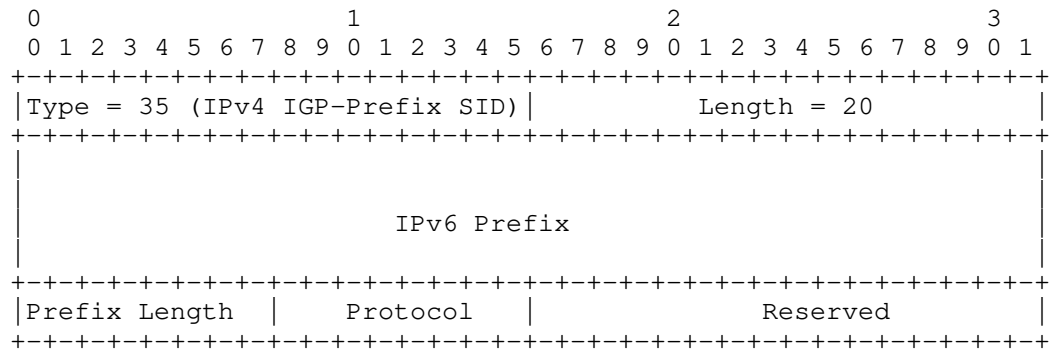 0                   1                   2                   3
0 1 2 3 4 5 6 7 8 9 0 1 2 3 4 5 6 7 8 9 0 1 2 3 4 5 6 7 8 9 0 1
+-+-+-+-+-+-+-+-+-+-+-+-+-+-+-+-+-+-+-+-+-+-+-+-+-+-+-+-+-+-+-+-+
|Type = 35 (IPv4 IGP-Prefix SID)|          Length = 20          |
+-+-+-+-+-+-+-+-+-+-+-+-+-+-+-+-+-+-+-+-+-+-+-+-+-+-+-+-+-+-+-+-+
|                                                               |
|                                                               |
|                       IPv6 Prefix                             |
|                                                               |
+-+-+-+-+-+-+-+-+-+-+-+-+-+-+-+-+-+-+-+-+-+-+-+-+-+-+-+-+-+-+-+-+
|Prefix Length  |    Protocol   |              Reserved         |
+-+-+-+-+-+-+-+-+-+-+-+-+-+-+-+-+-+-+-+-+-+-+-+-+-+-+-+-+-+-+-+-+